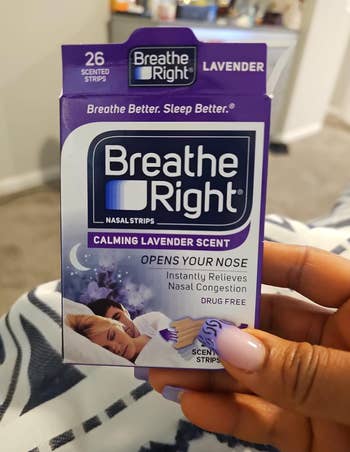 26
SCENTED
STRIPS
Breathe
Right
LAVENDER
Breathe Better. Sleep Better.®
Breathe
Right®
NASAL STRIPS
CALMING LAVENDER SCENT
OPENS YOUR NOSE
Instantly Relieves
Nasal Congestion
DRUG FREE
STRIPS